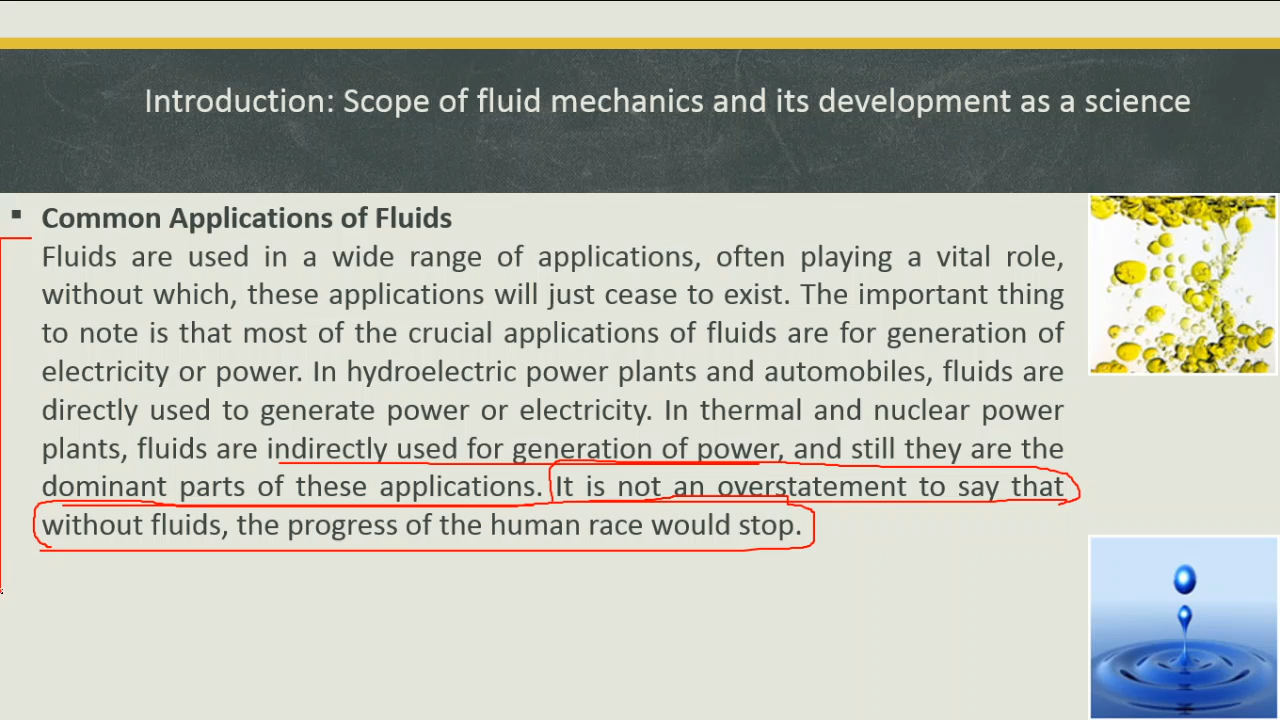 Introduction: Scope of fluid mechanics and its development as a science
Common Applications of Fluids
Fluids are used in a wide range of applications, often playing a vital role,
without which, these applications will just cease to exist. The important thing
to note is that most of the crucial applications of fluids are for generation of
electricity or power. In hydroelectric power plants and automobiles, fluids are
directly used to generate power or electricity. In thermal and nuclear power
plants, fluids are indirectly used for generation of power, and still they are the
dominant parts of these applications. It is not an overstatement to say that
without fluids, the progress of the human race would stop.